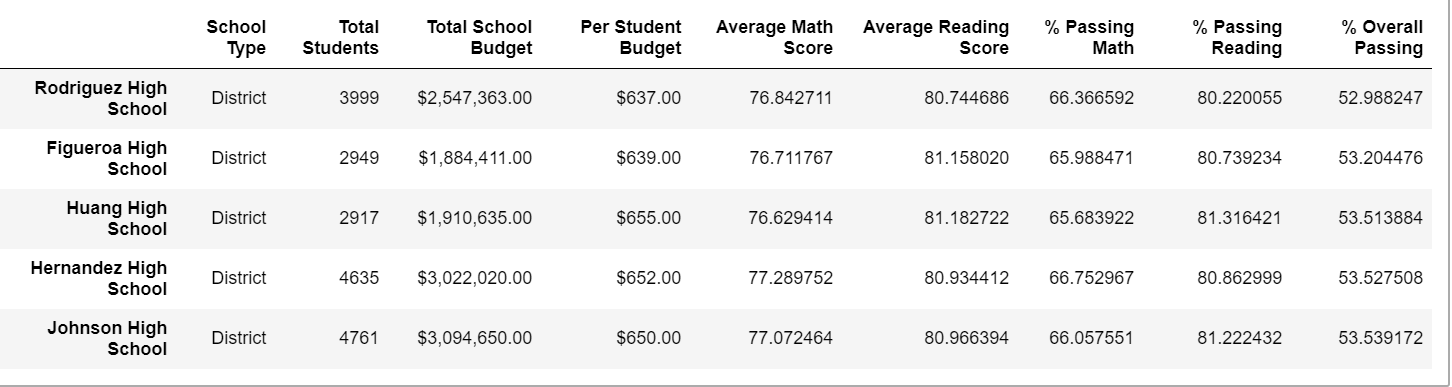 School Type Total Students Total School Budget Per Student Budget Average Math Score Average Reading Score % Passing Math % Passing Reading % Overall Passing
Rodriguez High School District 3999 $2,547,363.00 $637.00 76.842711 80.744686 66.366592 80.220055 52.988247
Figueroa High School District 2949 $1,884,411.00 $639.00 76.711767 81.158020 65.988471 80.739234 53.204476
Huang High School District 2917 $1,910,635.00 $655.00 76.629414 81.182722 65.683922 81.316421 53.513884
Hernandez High School District 4635 $3,022,020.00 $652.00 77.289752 80.934412 66.752967 80.862999 53.527508
Johnson High School District 4761 $3,094,650.00 $650.00 77.072464 80.966394 66.057551 81.222432 53.539172